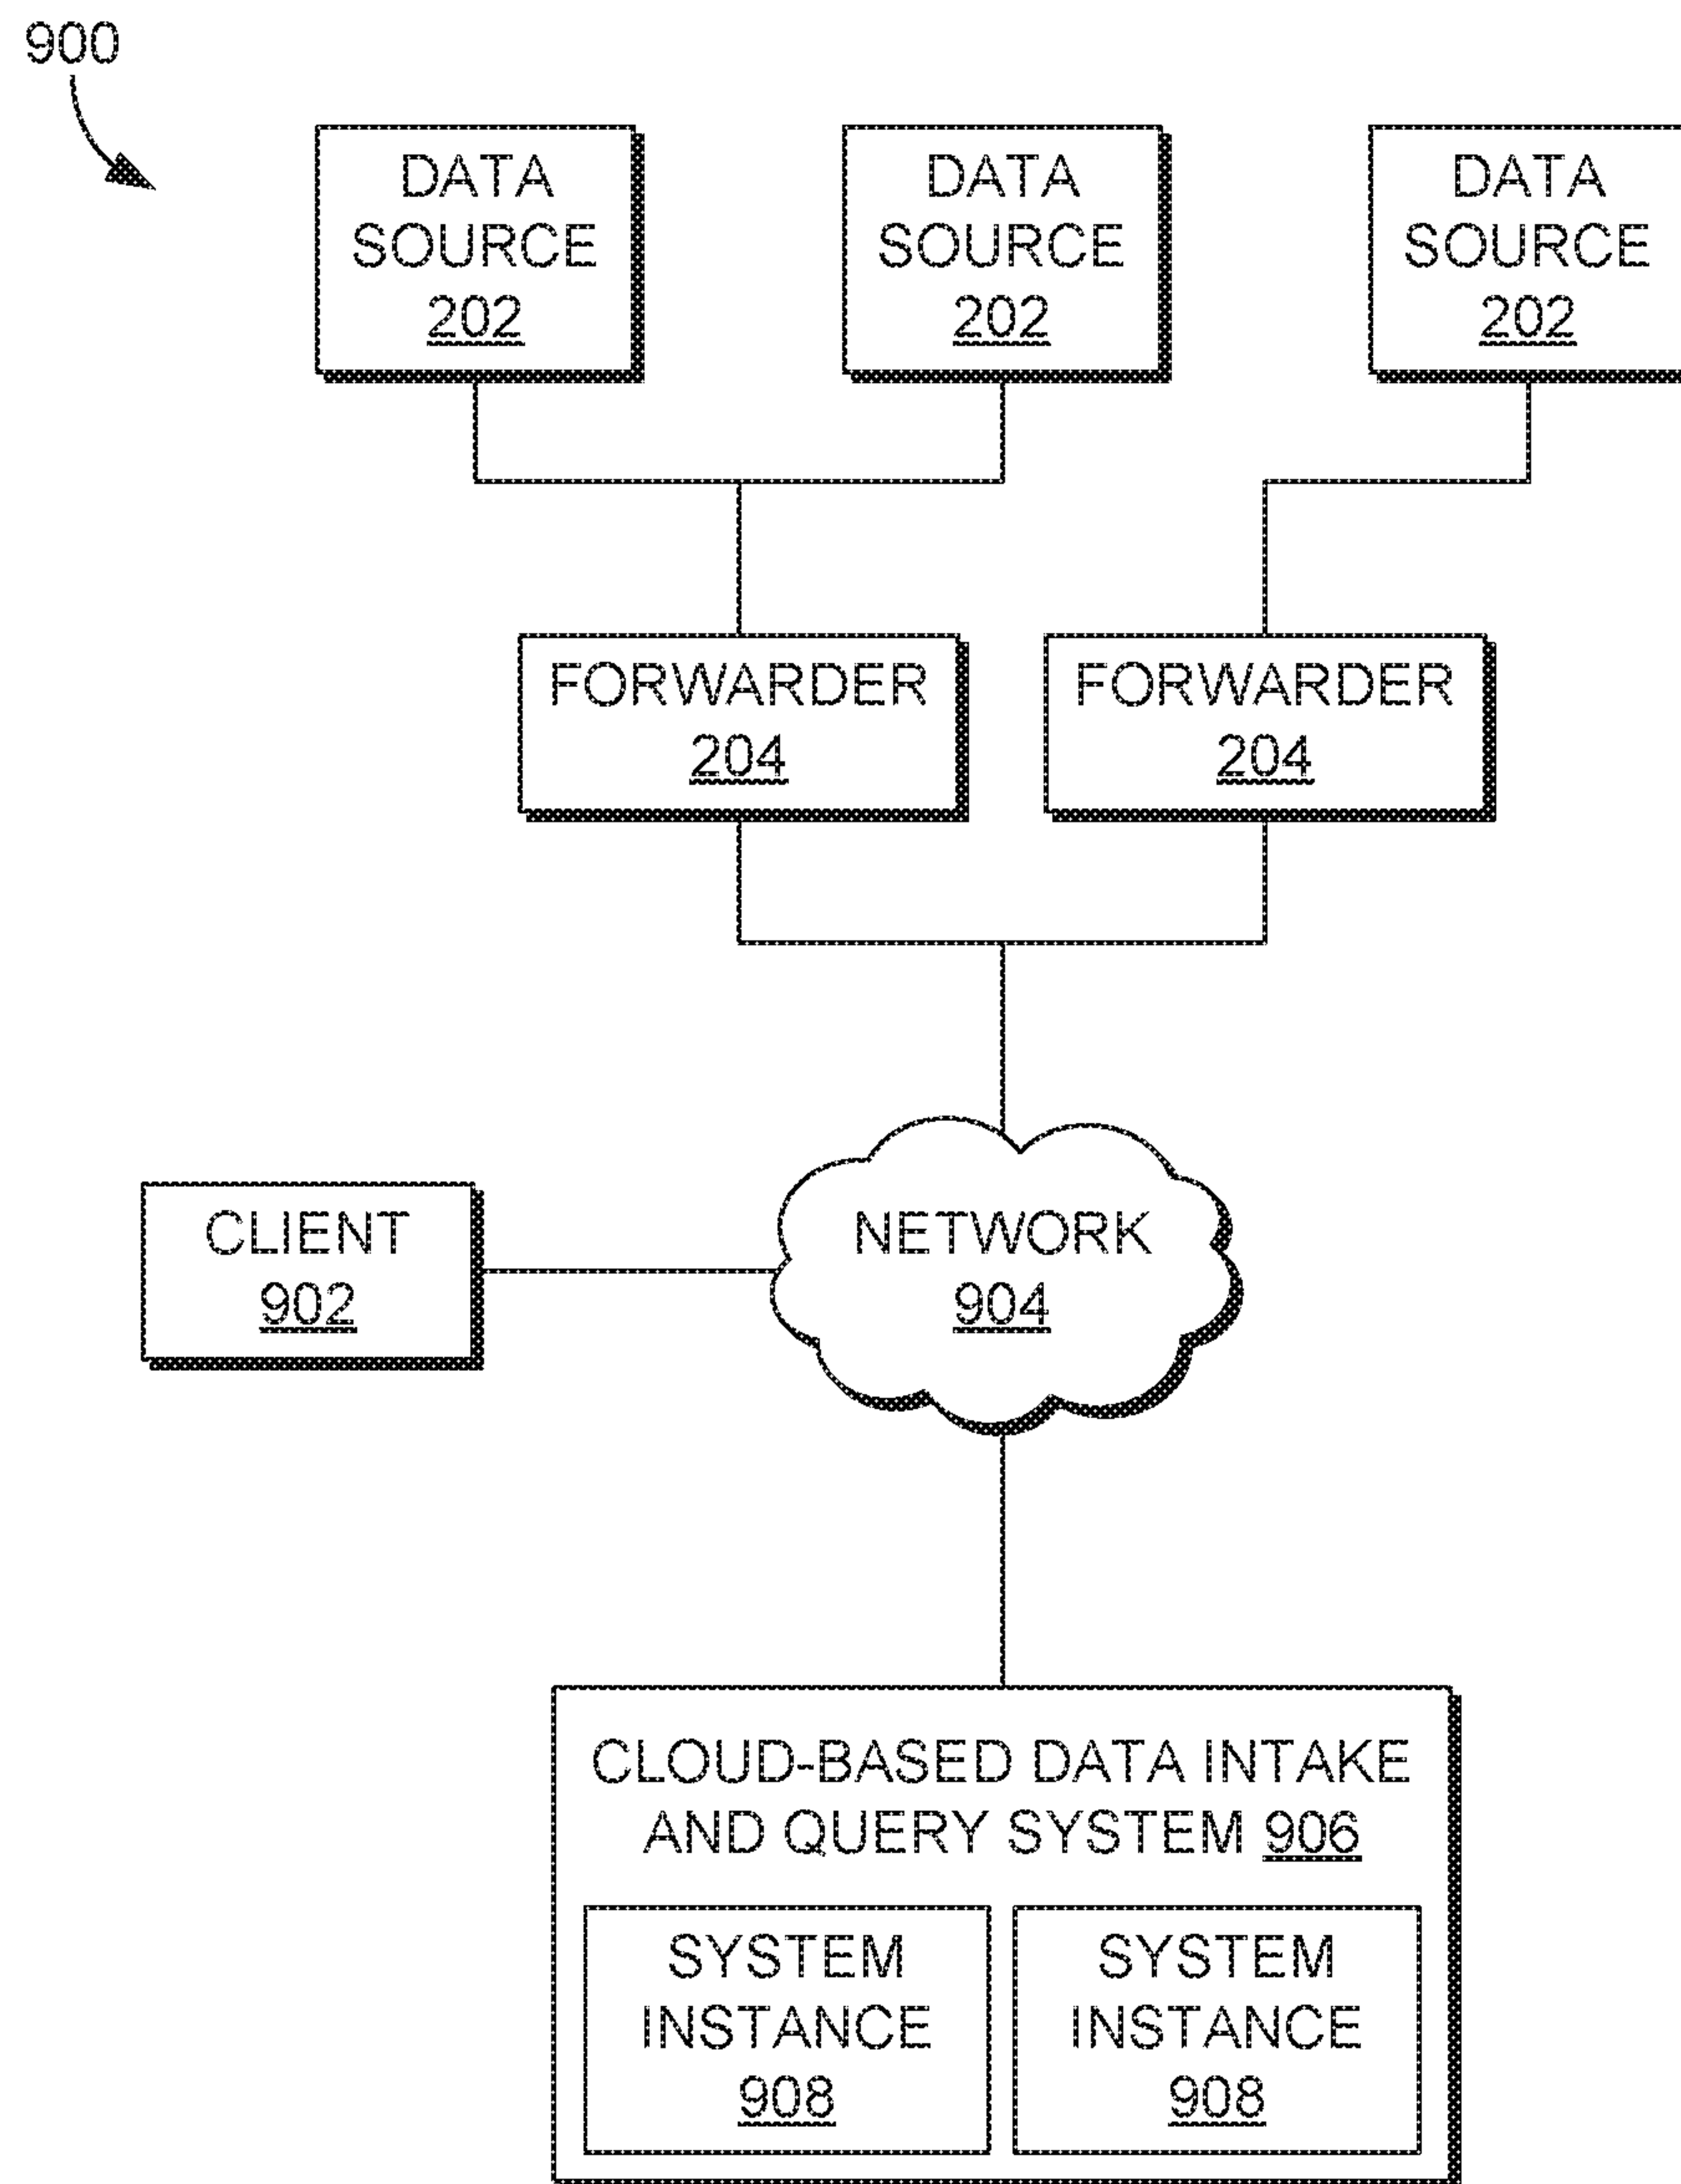 900
DATA
SOURCE
202
DATA
SOURCE
202
DATA
SOURCE
202
FORWARDER
204
FORWARDER
204
CLIENT
902
NETWORK
904
CLOUD-BASED DATA INTAKE
AND QUERY SYSTEM 906
SYSTEM
INSTANCE
908
SYSTEM
INSTANCE
908